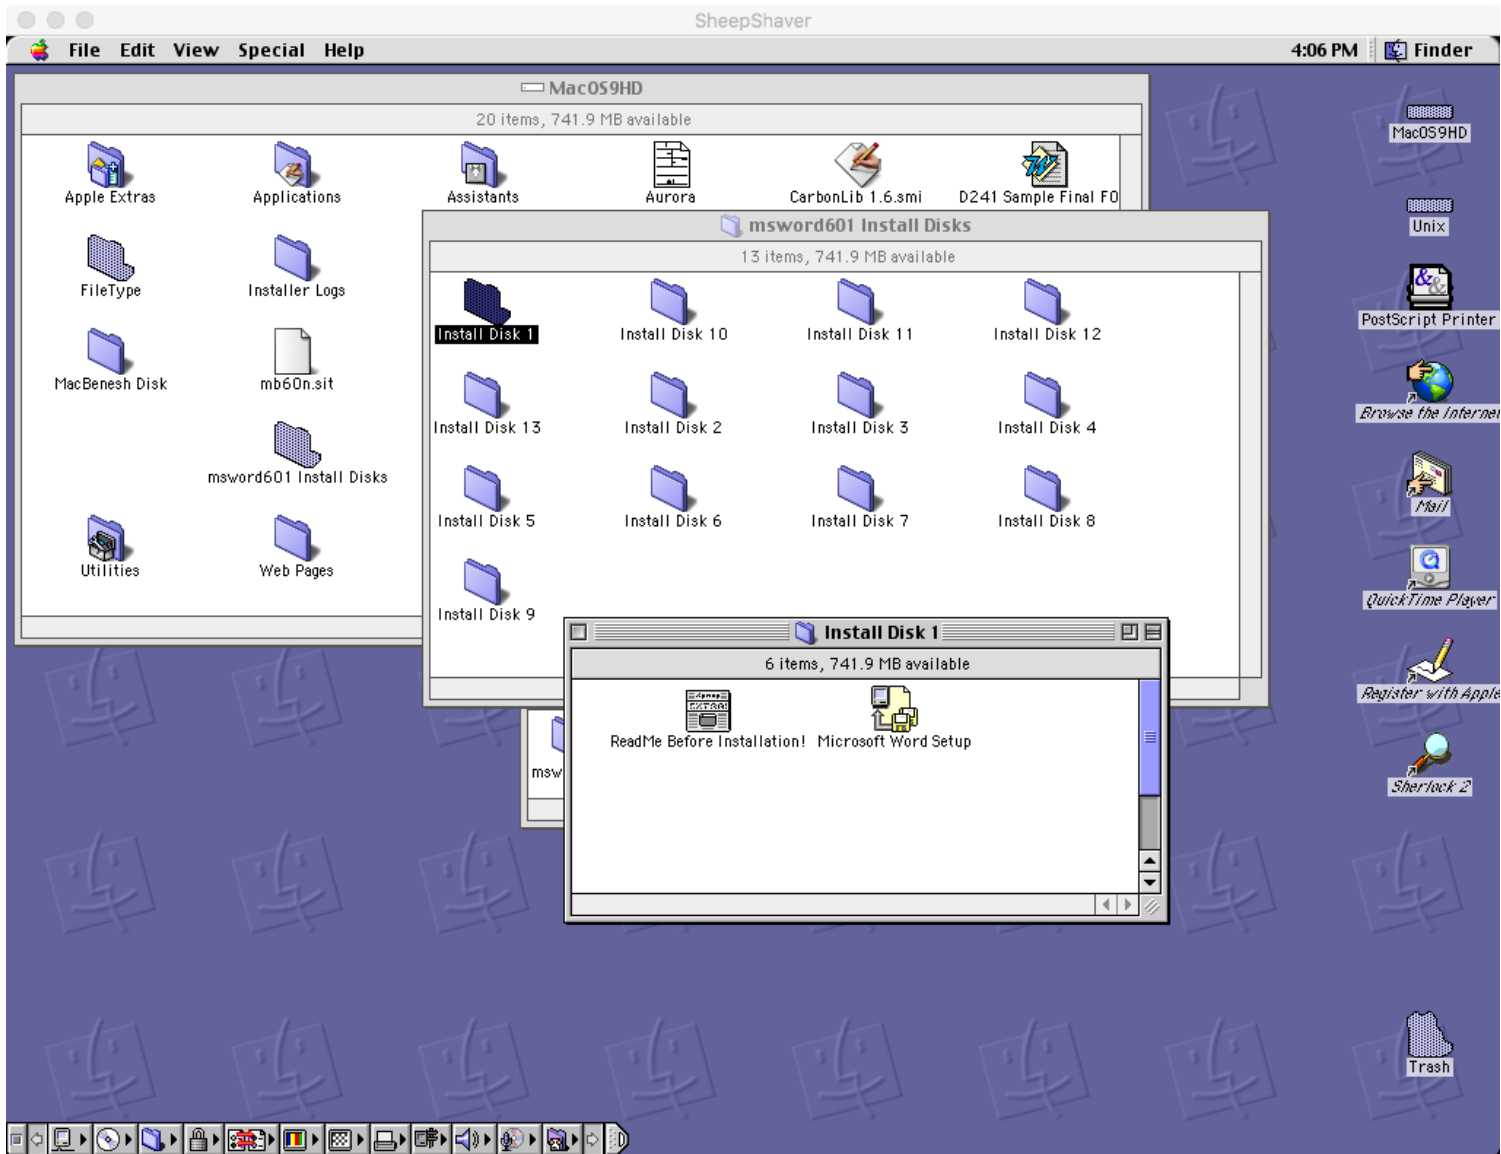 SheepShaver
File Edit View Special Help
4:06 PM Finder
MacOS9HD
20 items, 741.9 MB available
Apple Extras
Applications
Assistants
Aurora
CarbonLib 1.6.smi
D241 Sample Final F0
FileType
Installer Logs
MacBenesh Disk
mb60n.sit
msword601 Install Disks
Utilities
Web Pages
msword601 Install Disks
13 items, 741.9 MB available
Install Disk 1
Install Disk 10
Install Disk 11
Install Disk 12
Install Disk 13
Install Disk 2
Install Disk 3
Install Disk 4
Install Disk 5
Install Disk 6
Install Disk 7
Install Disk 8
Install Disk 9
msw
Install Disk 1
6 items, 741.9 MB available
EXTRA!
ReadMe Before Installation!
Microsoft Word Setup
MacOS9HD
Unix
PostScript Printer
Browse the Internet
Mail
QuickTime Player
Register with Apple
Sherlock 2
Trash